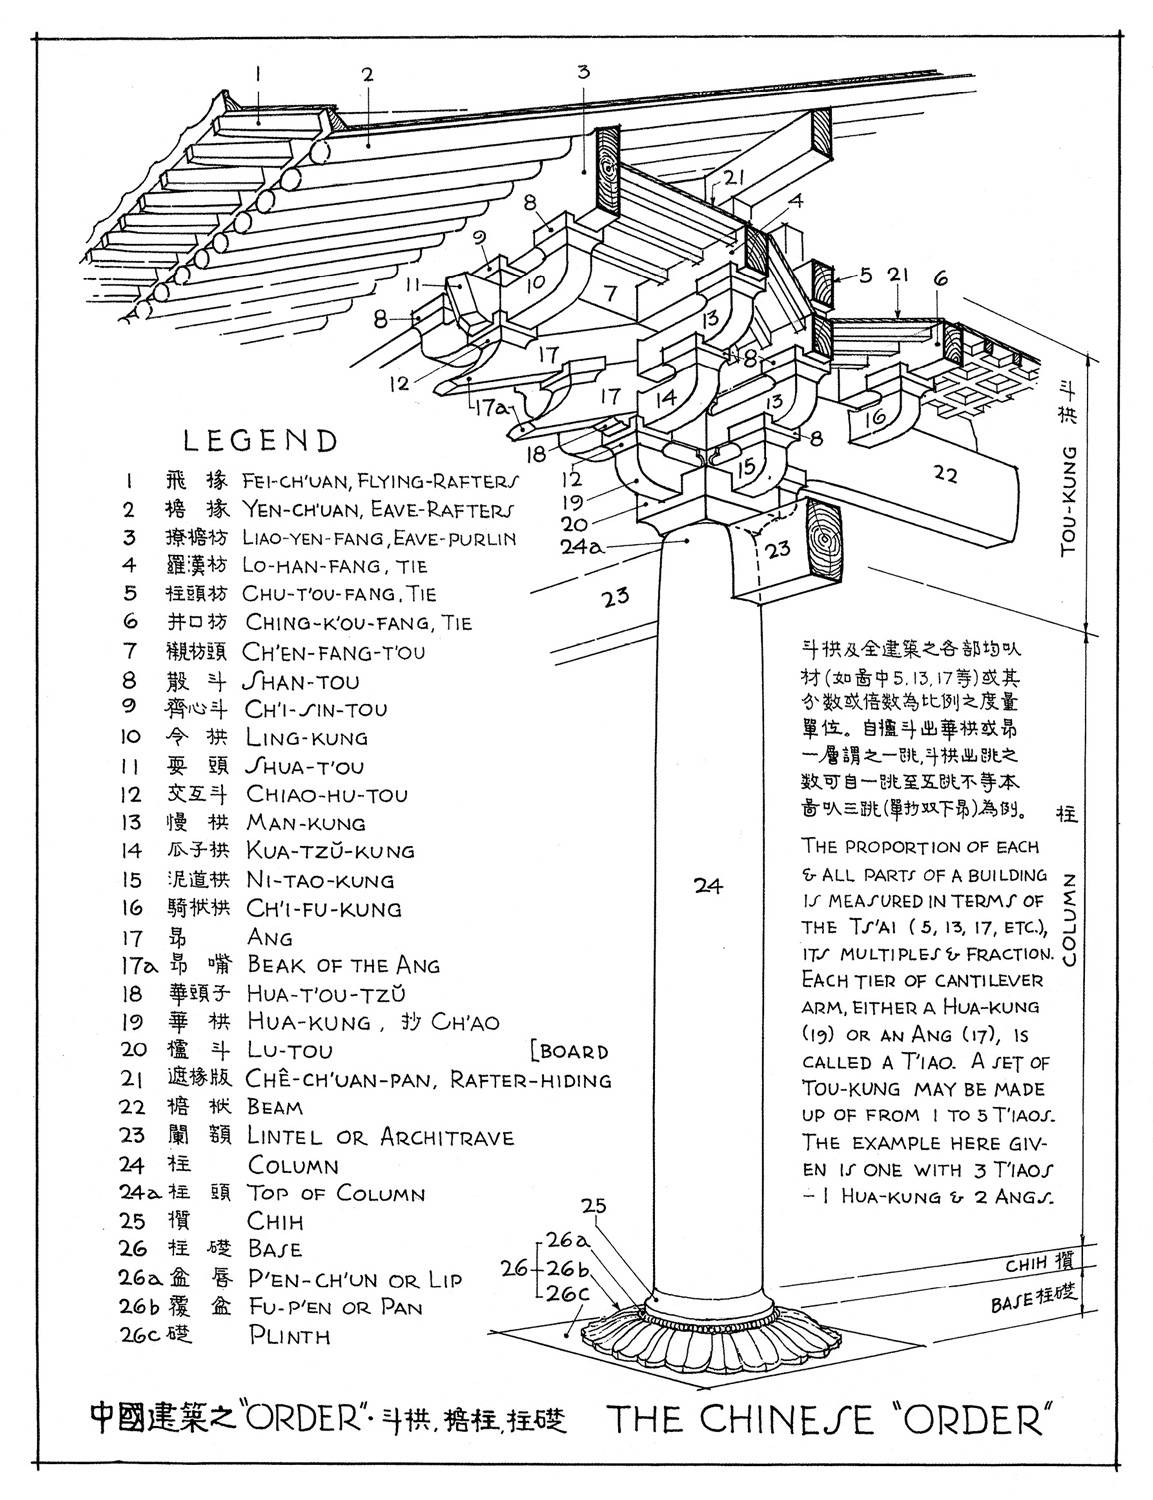 1
2
3
21
8
4
9
11
10
5
21
6
7
8
13
17
12
8
17a
17
14
13
16
18
8
22
12
15
19
20
24a
23
23
斗栱
TOU-KUNG
LEGEND
1 飛椽 FEI-CH'UAN, FLYING-RAFTERS
2 檐椽 YEN-CH'UAN, EAVE-RAFTERS
3 撩檐枋 LIAO-YEN-FANG, EAVE-PURLIN
4 羅漢枋 LO-HAN-FANG, TIE
5 柱頭枋 CHU-T'OU-FANG, TIE
6 井口枋 CHING-K'OU-FANG, TIE
7 襯枋頭 CH'EN-FANG-T'OU
8 散斗 SHAN-TOU
9 齊心斗 CH'I-SIN-TOU
10 令栱 LING-KUNG
11 耍頭 SHUA-T'OU
12 交互斗 CHIAO-HU-TOU
13 慢栱 MAN-KUNG
14 瓜子栱 KUA-TZŬ-KUNG
15 泥道栱 NI-TAO-KUNG
16 騎栿栱 CH'I-FU-KUNG
17 昂 ANG
17a 昂嘴 BEAK OF THE ANG
18 華頭子 HUA-T'OU-TZŬ
19 華栱 HUA-KUNG, 抄 CH'AO
20 櫨斗 LU-TOU
[BOARD
21 遮椽版 CHÊ-CH'UAN-PAN, RAFTER-HIDING
22 檐栿 BEAM
23 闌額 LINTEL OR ARCHITRAVE
24 柱 COLUMN
24a 柱頭 TOP OF COLUMN
25 櫍 CHIH
26 柱礎 BASE
26a 盆唇 P'EN-CH'UN OR LIP
26b 覆盆 FU-P'EN OR PAN
26c 礎 PLINTH
24
斗栱及全建築之各部均以
材(如圖中5,13,17等)或其
分數或倍數為比例之度量
單位。自櫨斗出華栱或昂
一層謂之一跳,斗栱出跳之
數可自一跳至五跳不等本
圖以三跳(單抄双下昂)為例。
THE PROPORTION OF EACH
& ALL PARTS OF A BUILDING
IS MEASURED IN TERMS OF
THE TS'AI (5, 13, 17, ETC.),
ITS MULTIPLES & FRACTION.
EACH TIER OF CANTILEVER
ARM, EITHER A HUA-KUNG
(19) OR AN ANG (17), IS
CALLED A T'IAO. A SET OF
TOU-KUNG MAY BE MADE
UP OF FROM 1 TO 5 T'IAOS.
THE EXAMPLE HERE GIV-
EN IS ONE WITH 3 T'IAOS
- 1 HUA-KUNG & 2 ANGS.
柱
COLUMN
25
26a
26 26b
26c
CHIH 櫍
BASE 柱礎
中國建築之"ORDER"·斗栱,檐柱,柱礎
THE CHINESE "ORDER"